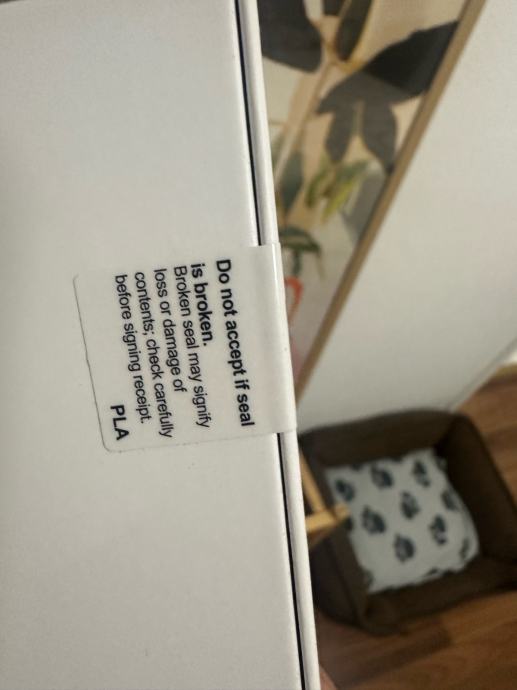 Do not accept if seal
is broken.
Broken seal may signify
loss or damage of
contents; check carefully
before signing receipt.
PLA